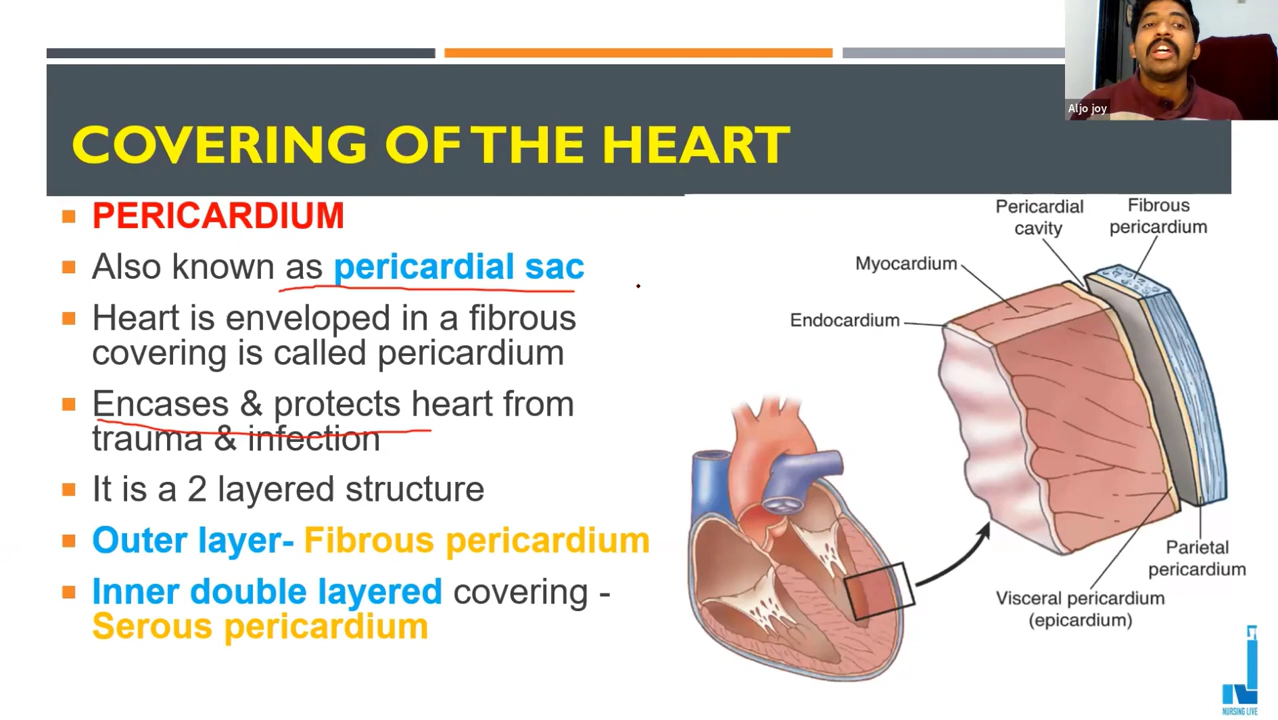 Aljo joy
COVERING OF THE HEART
PERICARDIUM
Also known as pericardial sac
Heart is enveloped in a fibrous
covering is called pericardium
Encases & protects heart from
trauma & infection
It is a 2 layered structure
Outer layer- Fibrous pericardium
Inner double layered covering -
Serous pericardium
Pericardial
cavity
Fibrous
pericardium
Myocardium
Endocardium
Parietal
pericardium
Visceral pericardium
(epicardium)
NURSING LIVE